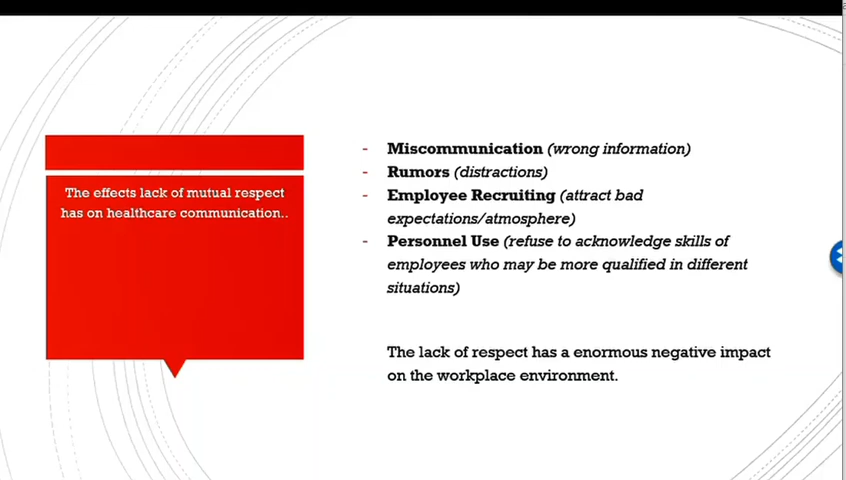 The effects lack of mutual respect
has on healthcare communication..
- Miscommunication (wrong information)
- Rumors (distractions)
- Employee Recruiting (attract bad
expectations/atmosphere)
- Personnel Use (refuse to acknowledge skills of
employees who may be more qualified in different
situations)
The lack of respect has a enormous negative impact
on the workplace environment.